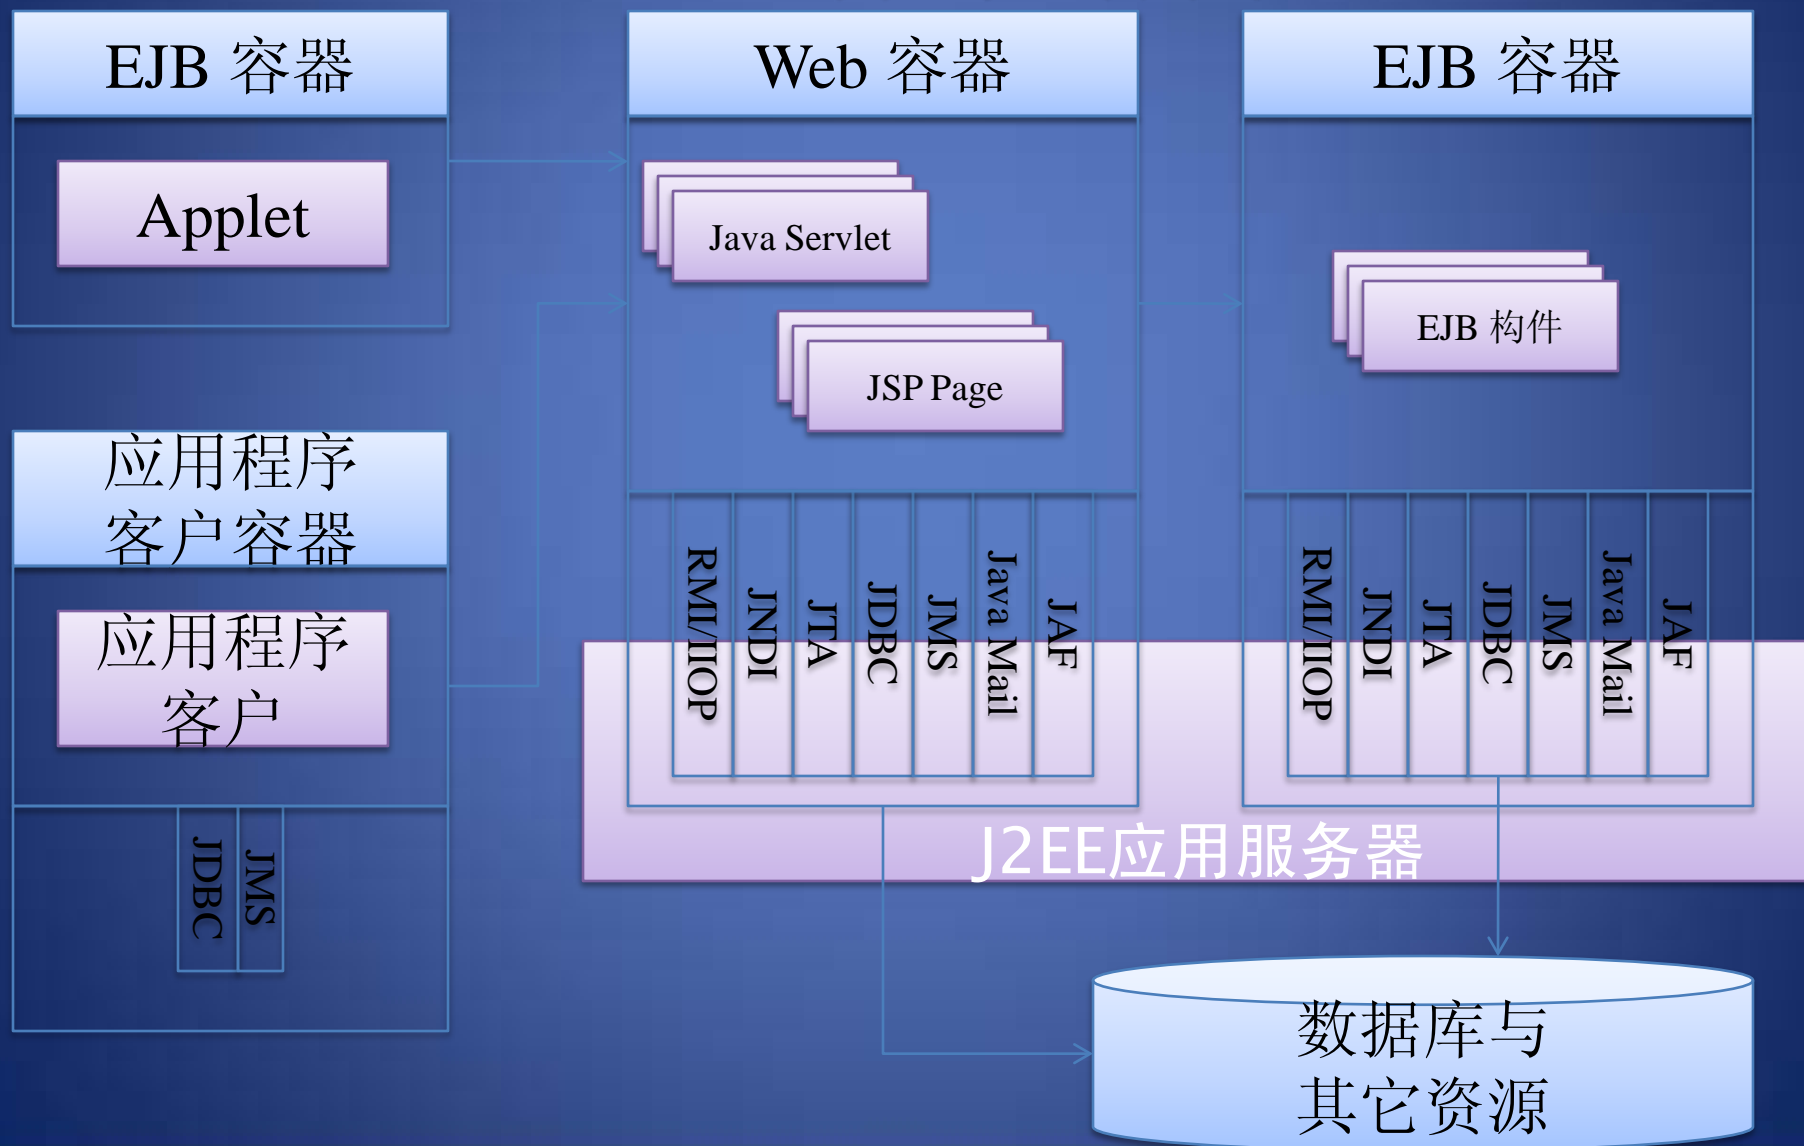 EJB 容器
Applet
应用程序
客户容器
应用程序
客户
JDBC
JMS
Web 容器
Java Servlet
JSP Page
RMI/IIOP
JNDI
JTA
JDBC
JMS
Java Mail
JAF
EJB 容器
EJB 构件
RMI/IIOP
JNDI
JTA
JDBC
JMS
Java Mail
JAF
J2EE应用服务器
数据库与
其它资源